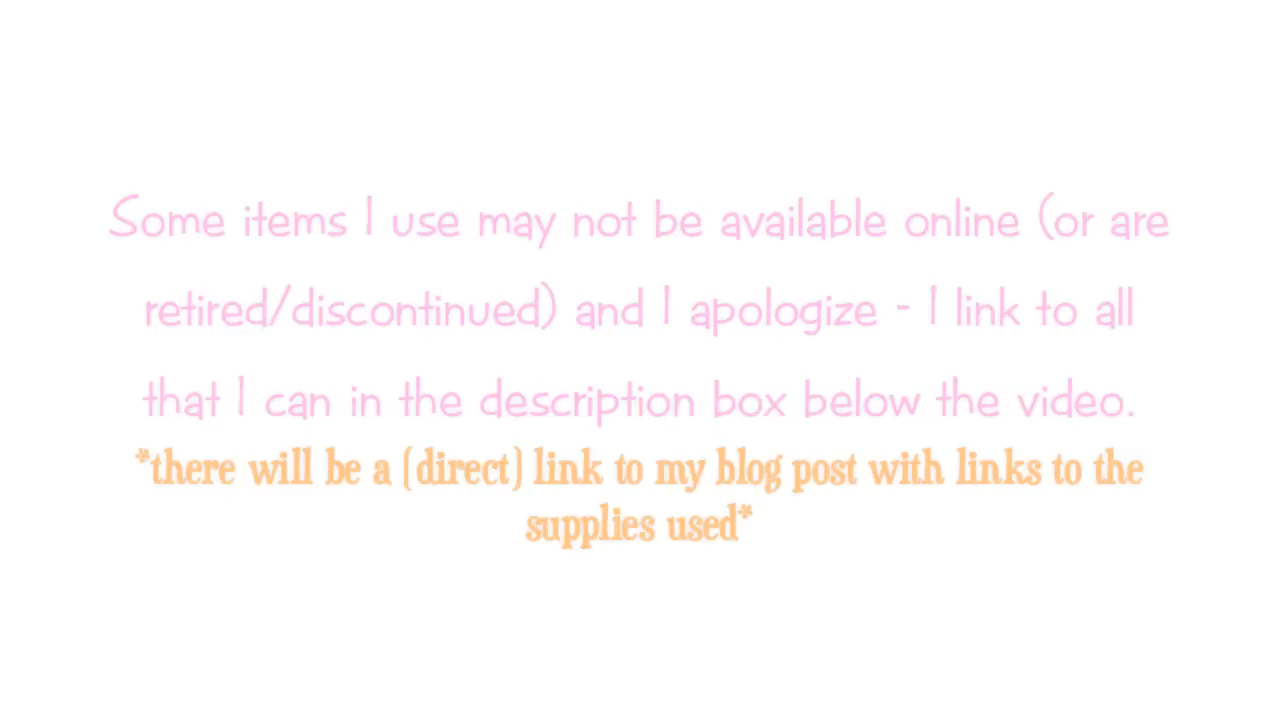 Some items I use may not be available online (or are
retired/discontinued) and I apologize - I link to all
that I can in the description box below the video.
*there will be a (direct) link to my blog post with links to the
supplies used*